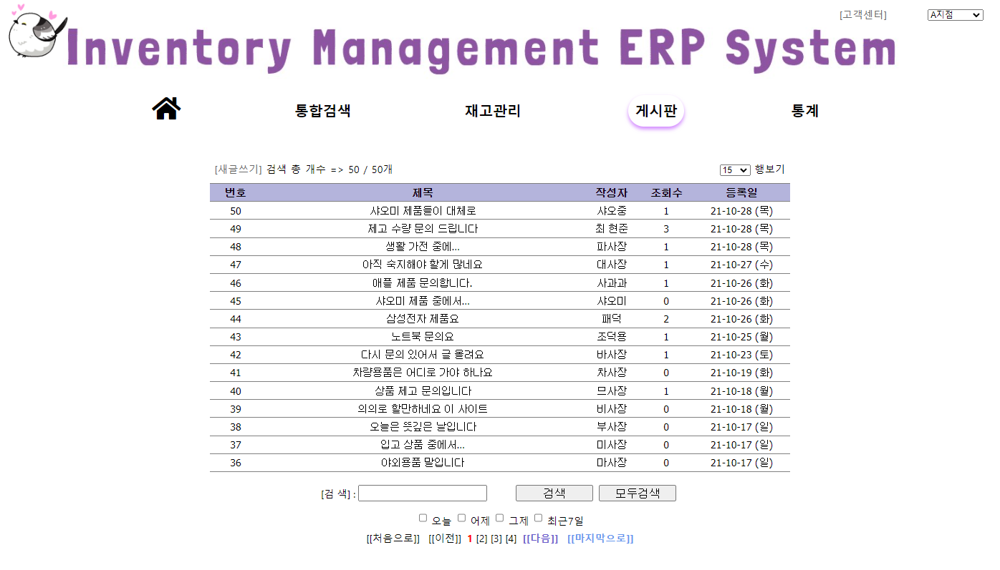 [고객센터] A지점
Inventory Management ERP System
통합검색 재고관리 게시판 통계
[새글쓰기] 검색 총 개수 => 50 / 50개 15 행보기
번호 제목 작성자 조회수 등록일
50 샤오미 제품들이 대체로 샤오중 1 21-10-28 (목)
49 제고 수량 문의 드립니다 최 현준 3 21-10-28 (목)
48 생활 가전 중에... 파사장 1 21-10-28 (목)
47 아직 숙지해야 할게 많네요 대사장 1 21-10-27 (수)
46 애플 제품 문의합니다. 사과과 1 21-10-26 (화)
45 샤오미 제품 중에서... 샤오미 0 21-10-26 (화)
44 삼성전자 제품요 패덕 2 21-10-26 (화)
43 노트북 문의요 조덕용 1 21-10-25 (월)
42 다시 문의 있어서 글 올려요 바사장 1 21-10-23 (토)
41 차량용품은 어디로 가야 하나요 차사장 0 21-10-19 (화)
40 상품 제고 문의입니다 므사장 1 21-10-18 (월)
39 의의로 할만하네요 이 사이트 비사장 0 21-10-18 (월)
38 오늘은 뜻깊은 날입니다 부사장 0 21-10-17 (일)
37 입고 상품 중에서... 미사장 0 21-10-17 (일)
36 야외용품 말입니다 마사장 0 21-10-17 (일)
[검 색] : 검색 모두검색
오늘 어제 그제 최근7일
[[처음으로]] [[이전]] 1 [2] [3] [4] [[다음]] [[마지막으로]]